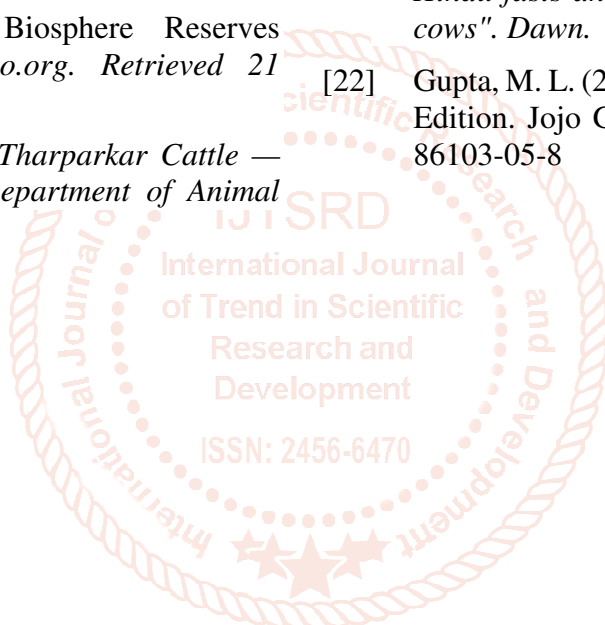 Biosphere Reserves
o.org. Retrieved 21
Tharparkar Cattle —
epartment of Animal
cows". Dawn.
[22] Gupta, M. L. (2
Edition. Jojo G
86103-05-8
IJTSRD
International Journal
of Trend in Scientific
Research and
Development
ISSN: 2456-6470
International Journal of
Scientific Research and Development